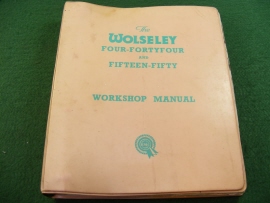 The
WOLSELEY
FOUR-FORTYFOUR
AND
FIFTEEN-FIFTY
WORKSHOP MANUAL